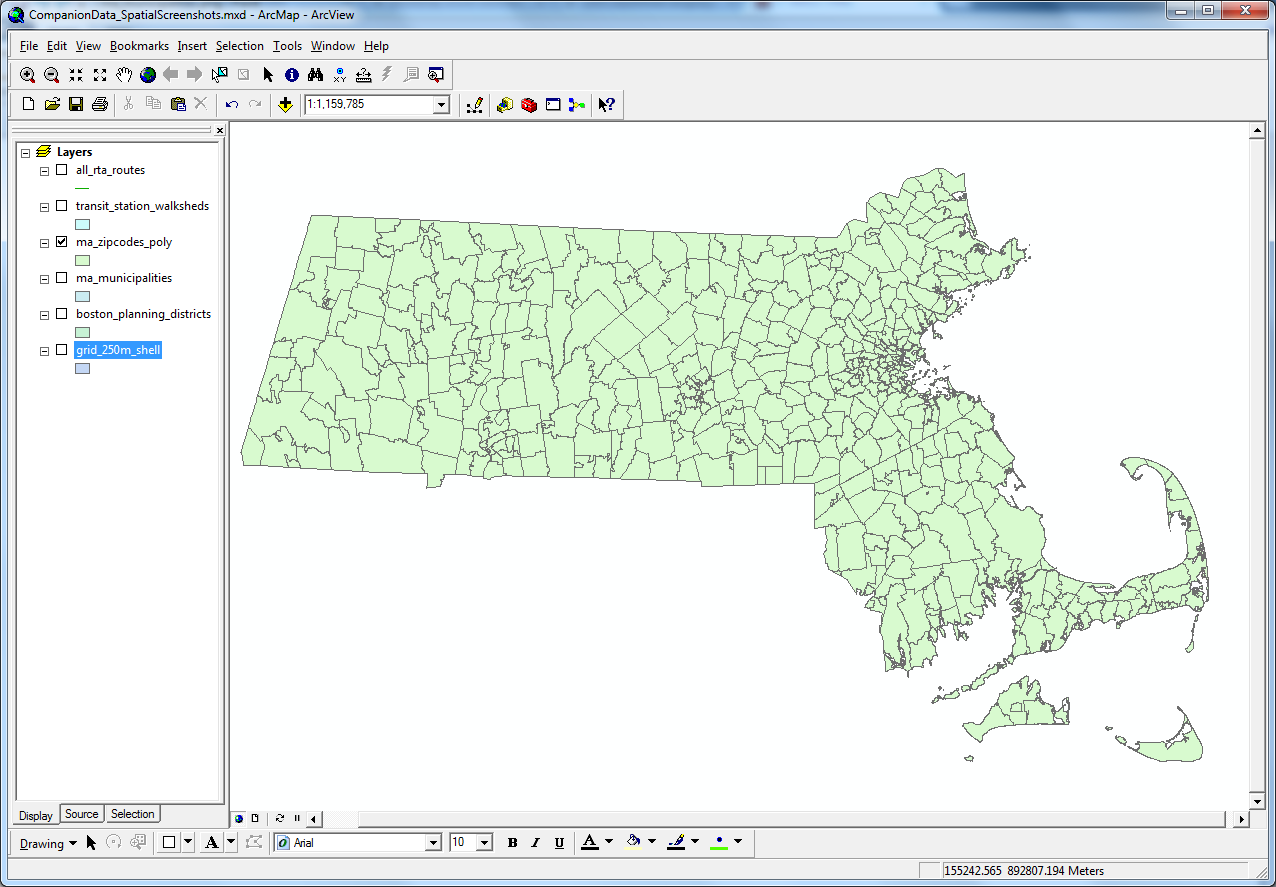 CompanionData_SpatialScreenshots.mxd - ArcMap - ArcView
File Edit View Bookmarks Insert Selection Tools Window Help
1:1,159,785
Layers
all_rta_routes
transit_station_walksheds
ma_zipcodes_poly
ma_municipalities
boston_planning_districts
grid_250m_shell
Display Source Selection
Drawing A Arial 10 B I U A
155242.565 892807.194 Meters